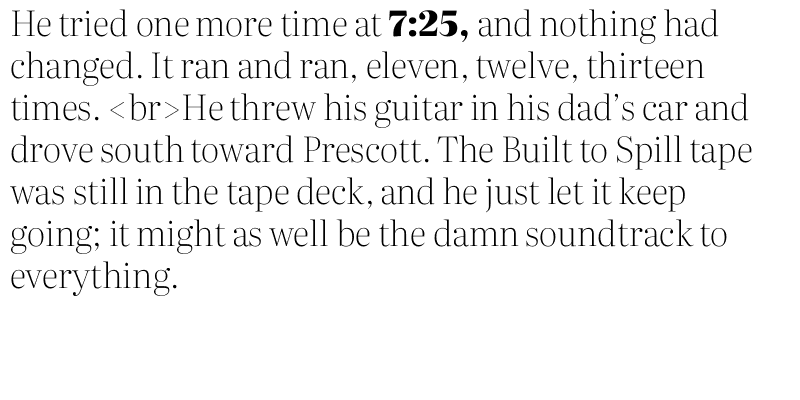 He tried one more time at 7:25, and nothing had
changed. It ran and ran, eleven, twelve, thirteen
times. <br>He threw his guitar in his dad’s car and
drove south toward Prescott. The Built to Spill tape
was still in the tape deck, and he just let it keep
going; it might as well be the damn soundtrack to
everything.